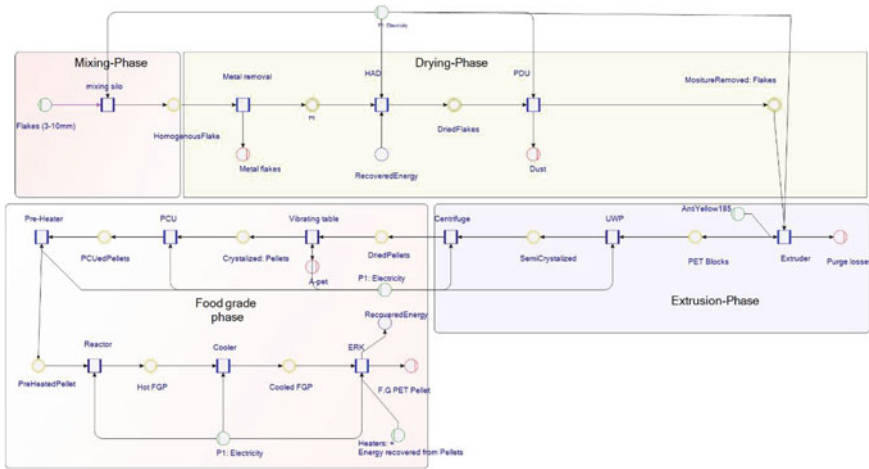 P1: Electricity
Mixing-Phase
Drying-Phase
mixing silo
Metal removal
HAD
PDU
MositureRemoved: Flakes
Flakes (3-10mm)
HomogenousFlake
Metal flakes
DriedFlakes
RecoveredEnergy
Dust
Pre-Heater
PCU
Vibrating table
Centrifuge
UWP
AntiYellow185
PCUedPellets
Crystalized: Pellets
DriedPellets
SemiCrystalized
PET Blocks
Extruder
Purge losses
A-pet
P1: Electricity
Food grade
phase
Extrusion-Phase
RecoveredEnergy
Reactor
Cooler
ERK
PreHeatedPellet
Hot FGP
Cooled FGP
F.G PET Pellet
P1: Electricity
Heaters: +
Energy recovered from Pellets